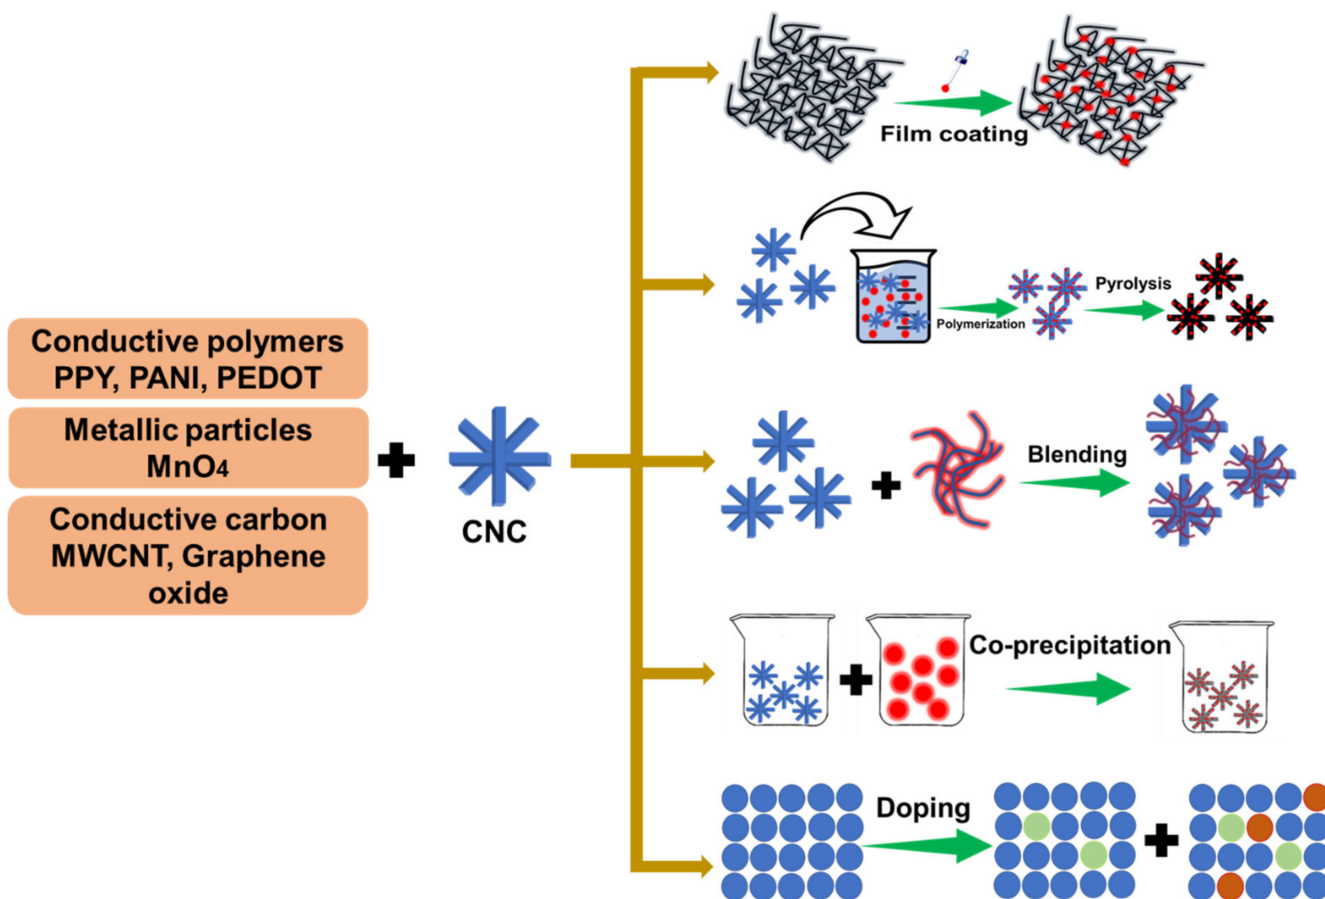 Conductive polymers
PPY, PANI, PEDOT
Metallic particles
MnO4
Conductive carbon
MWCNT, Graphene
oxide
CNC
Film coating
Polymerization
Pyrolysis
Blending
Co-precipitation
Doping